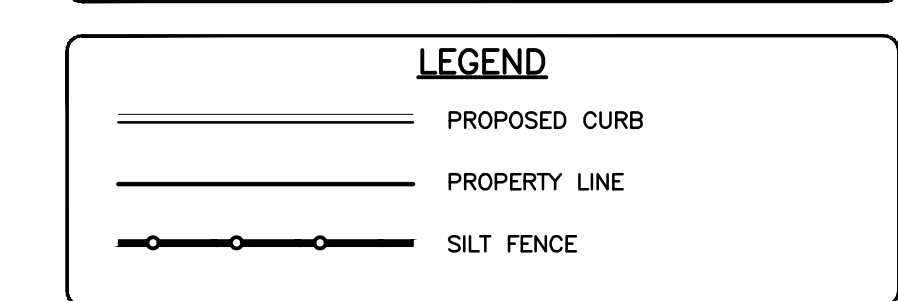 LEGEND
PROPOSED CURB
PROPERTY LINE
SILT FENCE